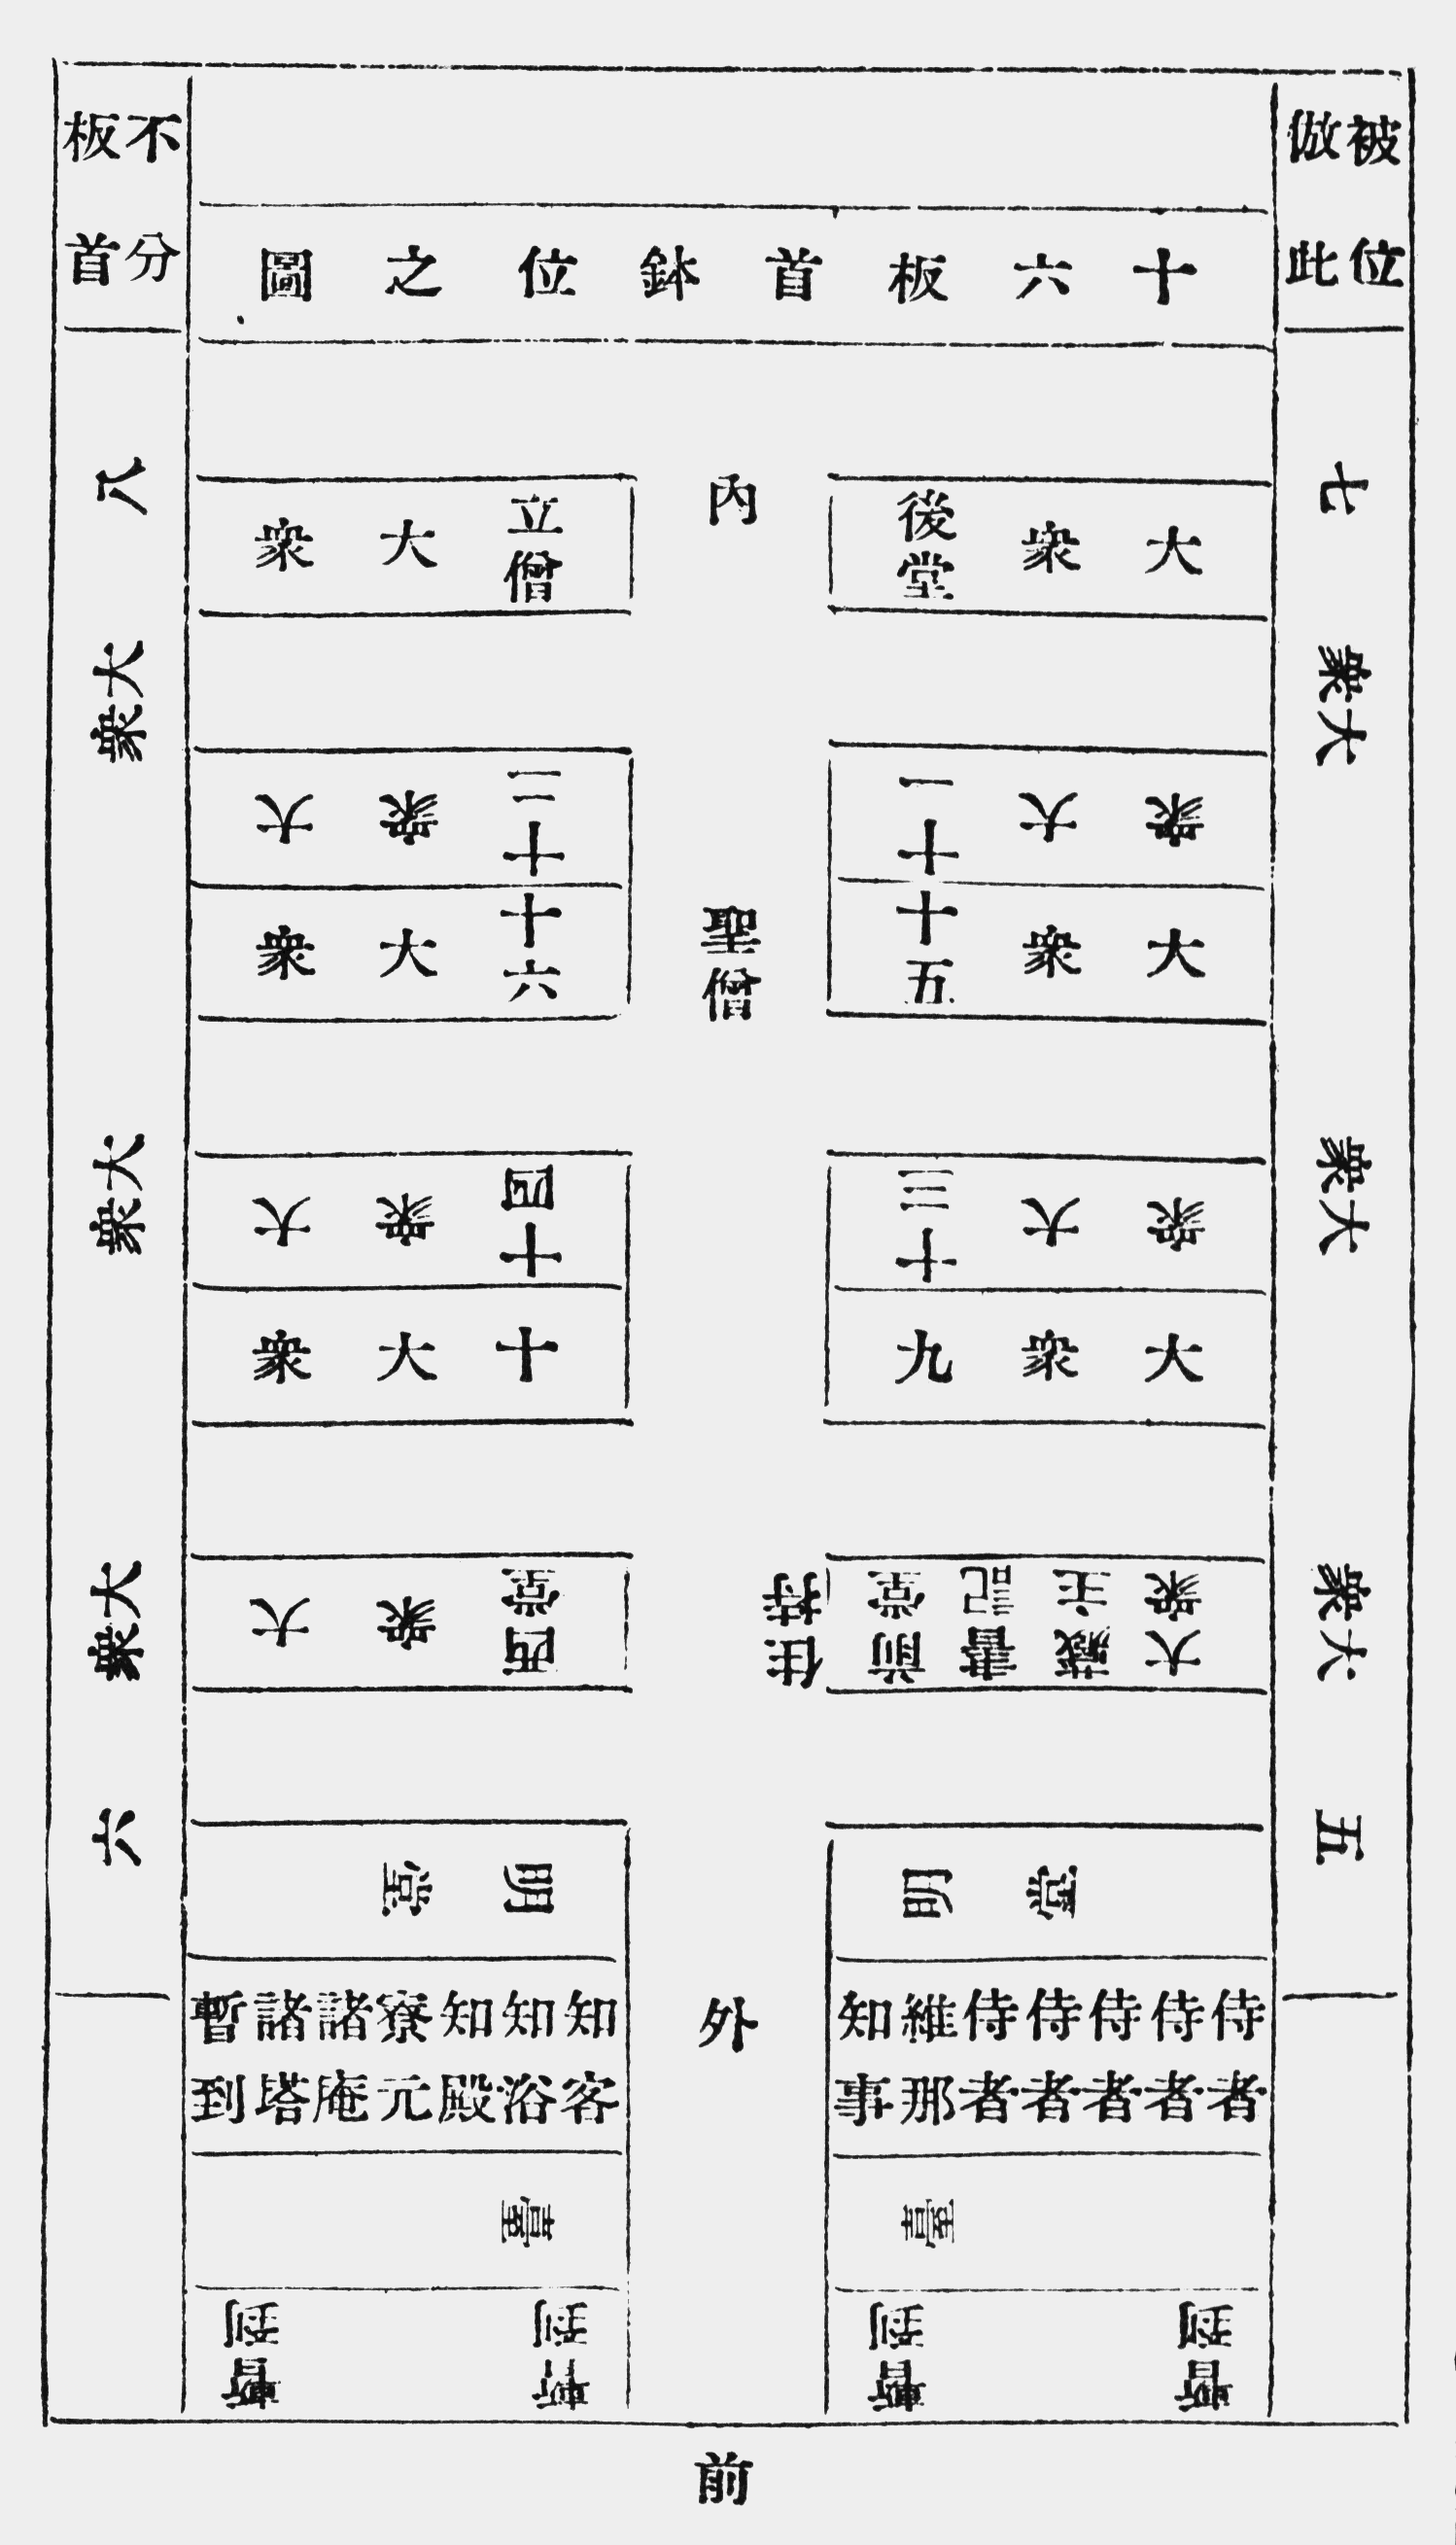 被位
倣此
十六板首鉢位之圖
不分
板首
七
大衆
大衆
大衆
五
內
聖僧
外
大衆後堂
立僧大衆
十一大衆
大衆十二
大衆十五
十六大衆
十三大衆
大衆十四
大衆九
十大衆
住持
前堂
書記
藏主
大衆
大衆西堂
明堂
明堂
侍者
侍者
侍者
侍者
侍者
維那
知事
知客
知浴
知殿
寮元
諸庵
諸塔
暫到
臺
臺
暫到
暫到
暫到
暫到
八
大衆
大衆
大衆
六
前